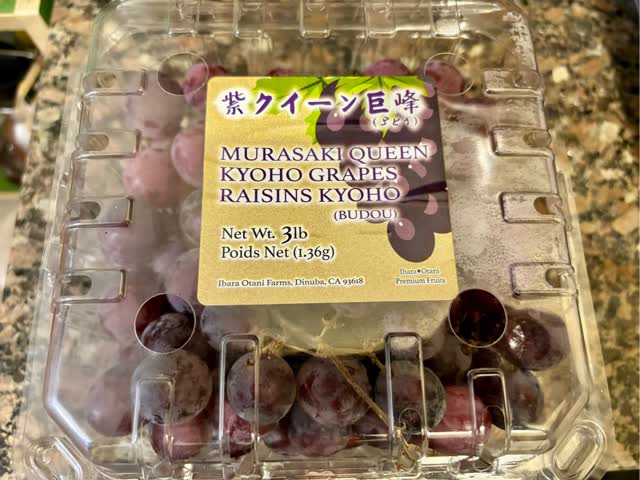 紫クイーン巨峰
(ぶどう)
MURASAKI QUEEN
KYOHO GRAPES
RAISINS KYOHO
(BUDOU)
Net Wt. 3lb
Poids Net (1.36g)
Ibara Otani Farms, Dinuba, CA 93618
Ibara•Otani
Premium Fruits